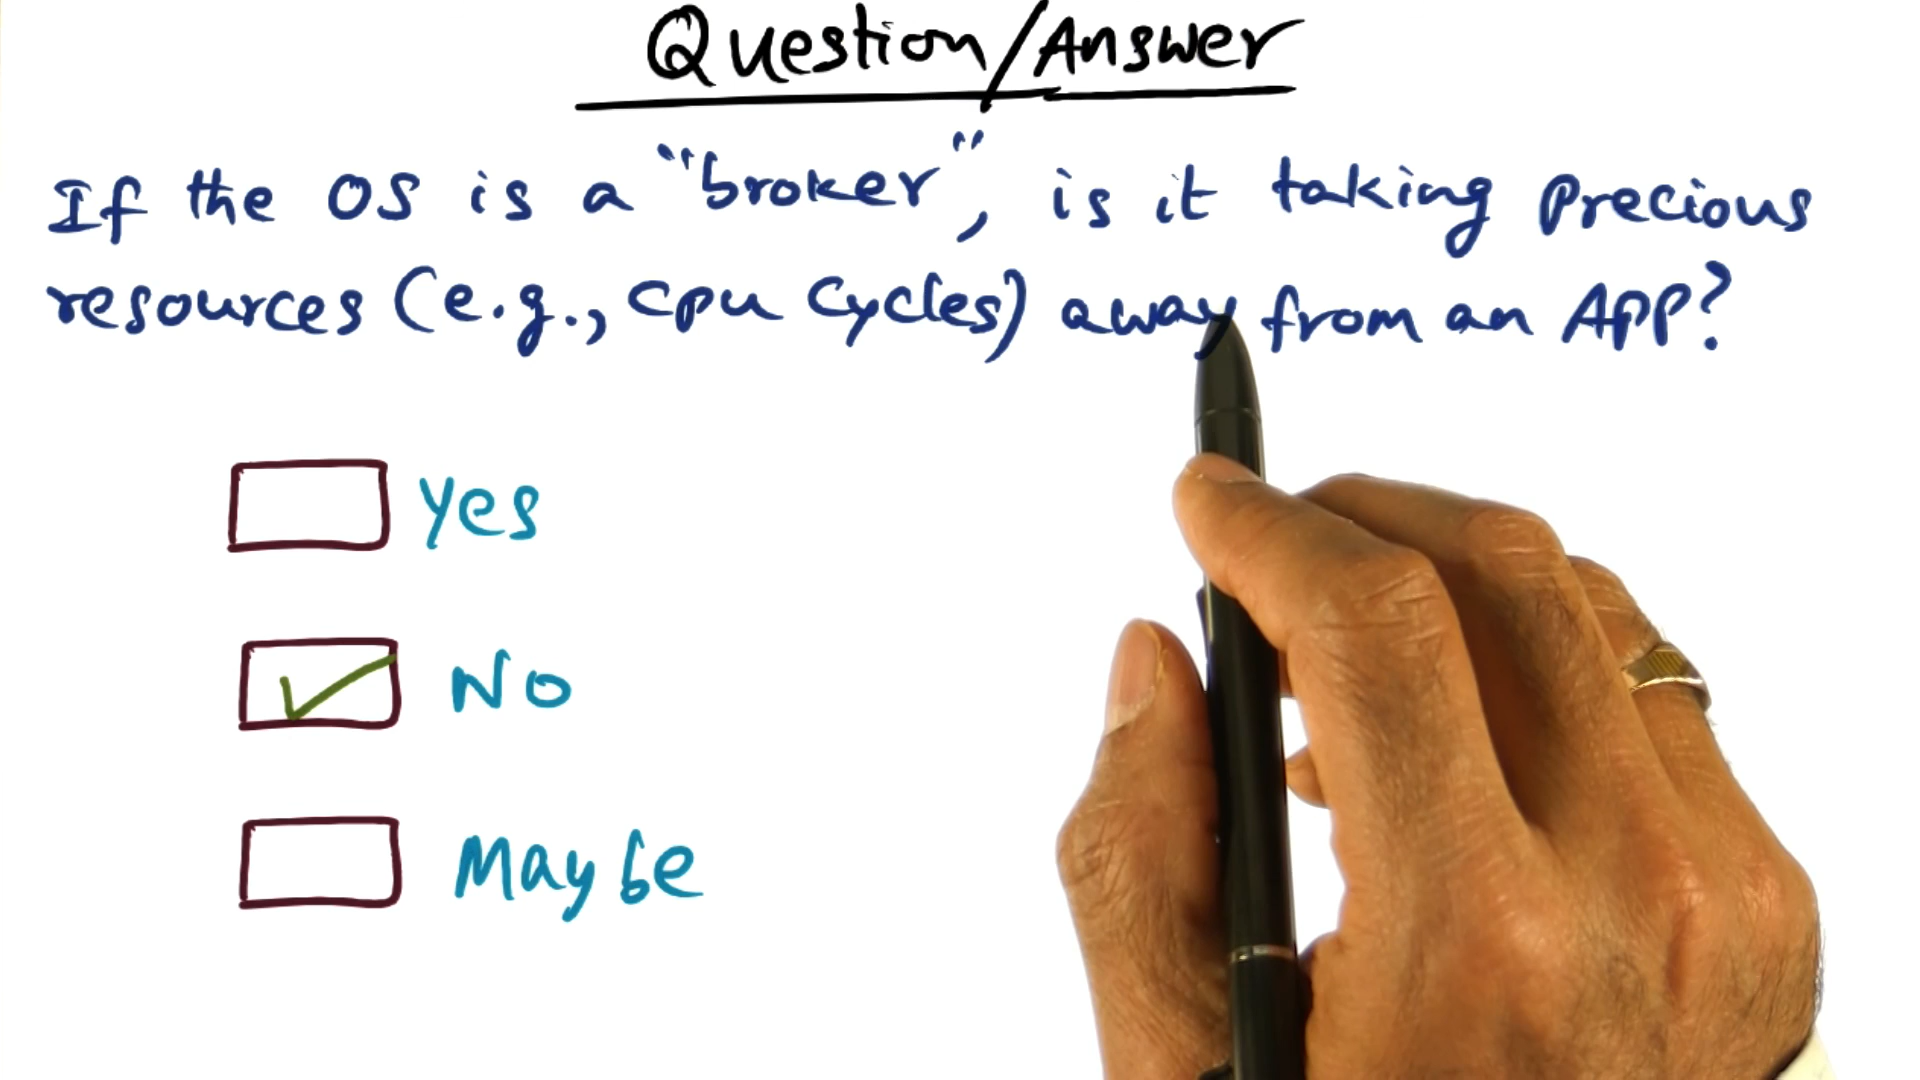 Question/Answer
If the OS is a "broker", is it taking precious
resources (e.g., cpu cycles) away from an APP?
Yes
No
Maybe